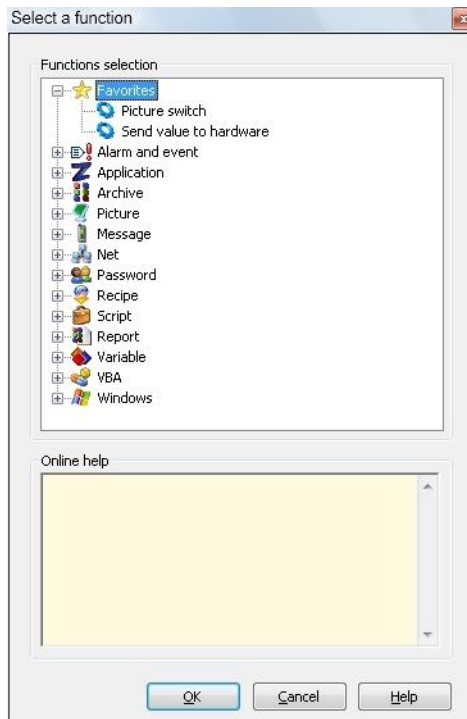 Select a function
Functions selection
Favorites
Picture switch
Send value to hardware
Alarm and event
Application
Archive
Picture
Message
Net
Password
Recipe
Script
Report
Variable
VBA
Windows
Online help
OK
Cancel
Help